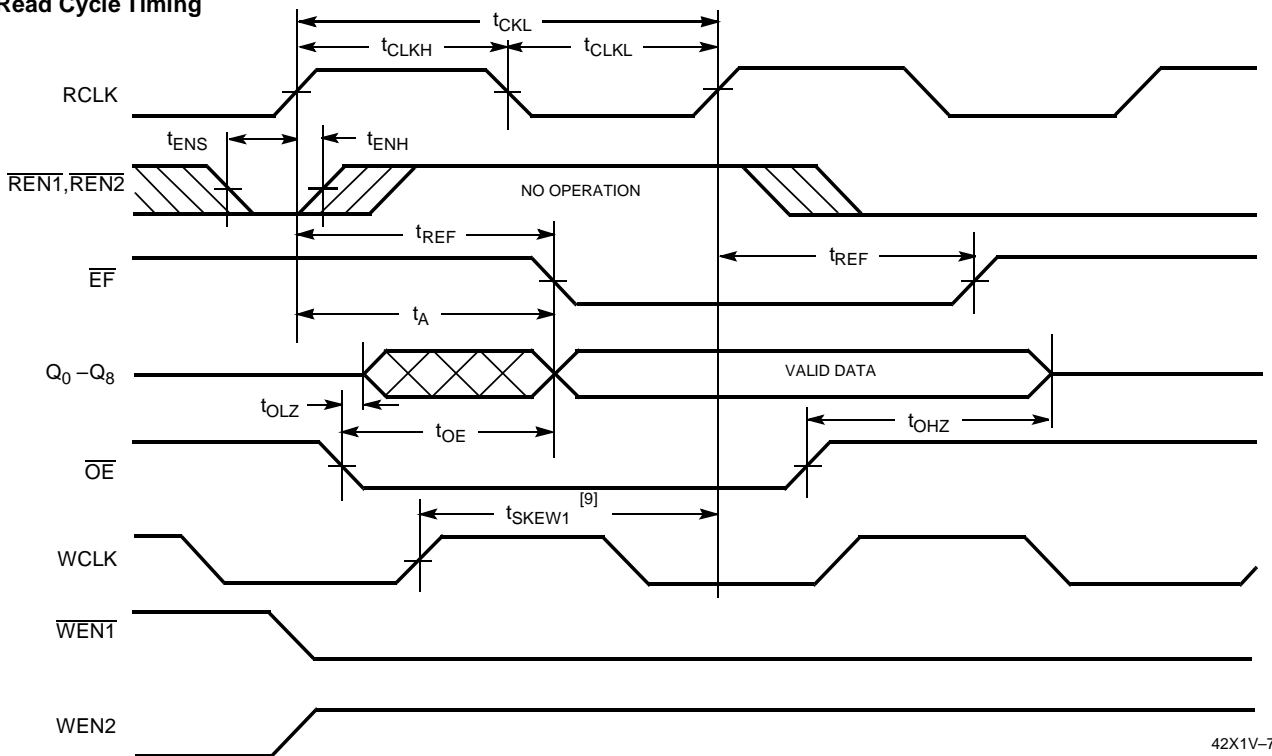 Read Cycle Timing
tCKL
tCLKH tCLKL
RCLK
tENS tENH
REN1,REN2
NO OPERATION
tREF
tREF
EF
tA
Q0 –Q8
VALID DATA
tOLZ
tOE
tOHZ
OE
tSKEW1 [9]
WCLK
WEN1
WEN2
42X1V–7